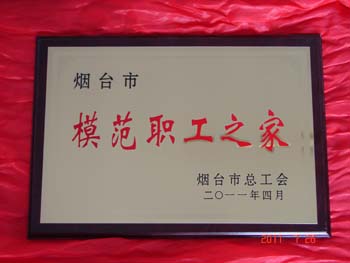 烟台市
模范职工之家
烟台市总工会
二〇一一年四月
2011 7 26